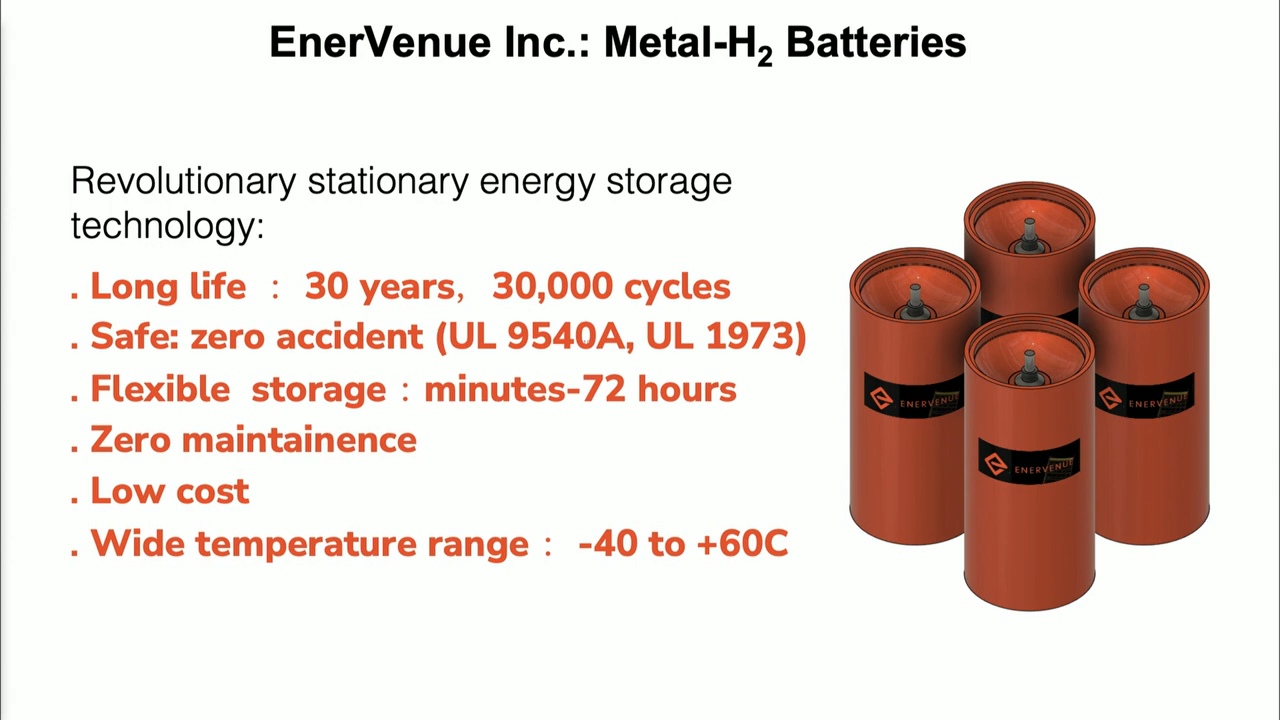 EnerVenue Inc.: Metal-H₂ Batteries
Revolutionary stationary energy storage
technology:
. Long life : 30 years, 30,000 cycles
. Safe: zero accident (UL 9540A, UL 1973)
. Flexible storage : minutes-72 hours
. Zero maintainence
. Low cost
. Wide temperature range : -40 to +60C
ENERVENUE
ENERVENUE
ENERVENUE